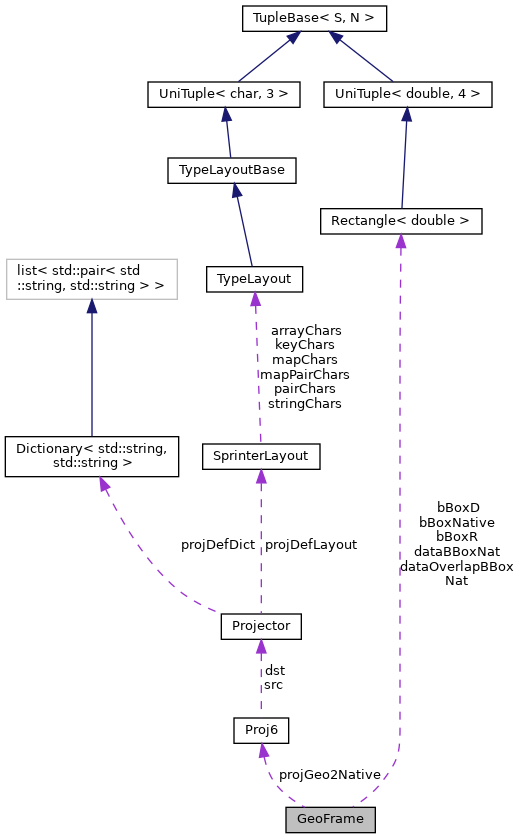 TupleBase< S, N >
UniTuple< char, 3 >
UniTuple< double, 4 >
TypeLayoutBase
Rectangle< double >
list< std::pair< std
::string, std::string > >
TypeLayout
arrayChars
keyChars
mapChars
mapPairChars
pairChars
stringChars
Dictionary< std::string,
std::string >
SprinterLayout
bBoxD
bBoxNative
bBoxR
dataBBoxNat
dataOverlapBBox
Nat
projDefDict
projDefLayout
Projector
dst
src
Proj6
projGeo2Native
GeoFrame